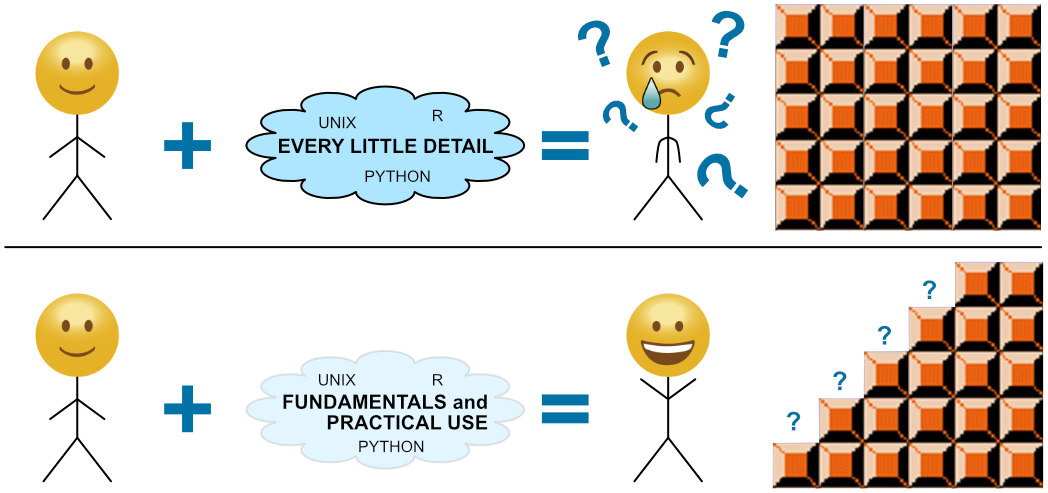 ? ?
UNIX R
EVERY LITTLE DETAIL
PYTHON
? ?
?
?
?
UNIX R
?
FUNDAMENTALS and
PRACTICAL USE
?
PYTHON